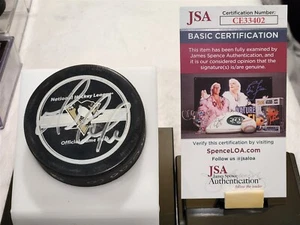 National Hockey League
Official Game
JSA
Certification Number
CE33402
BASIC CERTIFICATION
This item has been fully examined by
James Spence Authentication, and it
is our considered opinion that the
signature(s) is/are genuine.
Verify this certification by visiting
SpenceLOA.com
Follow us @jsaloa
JSA
James Spence
Authentication